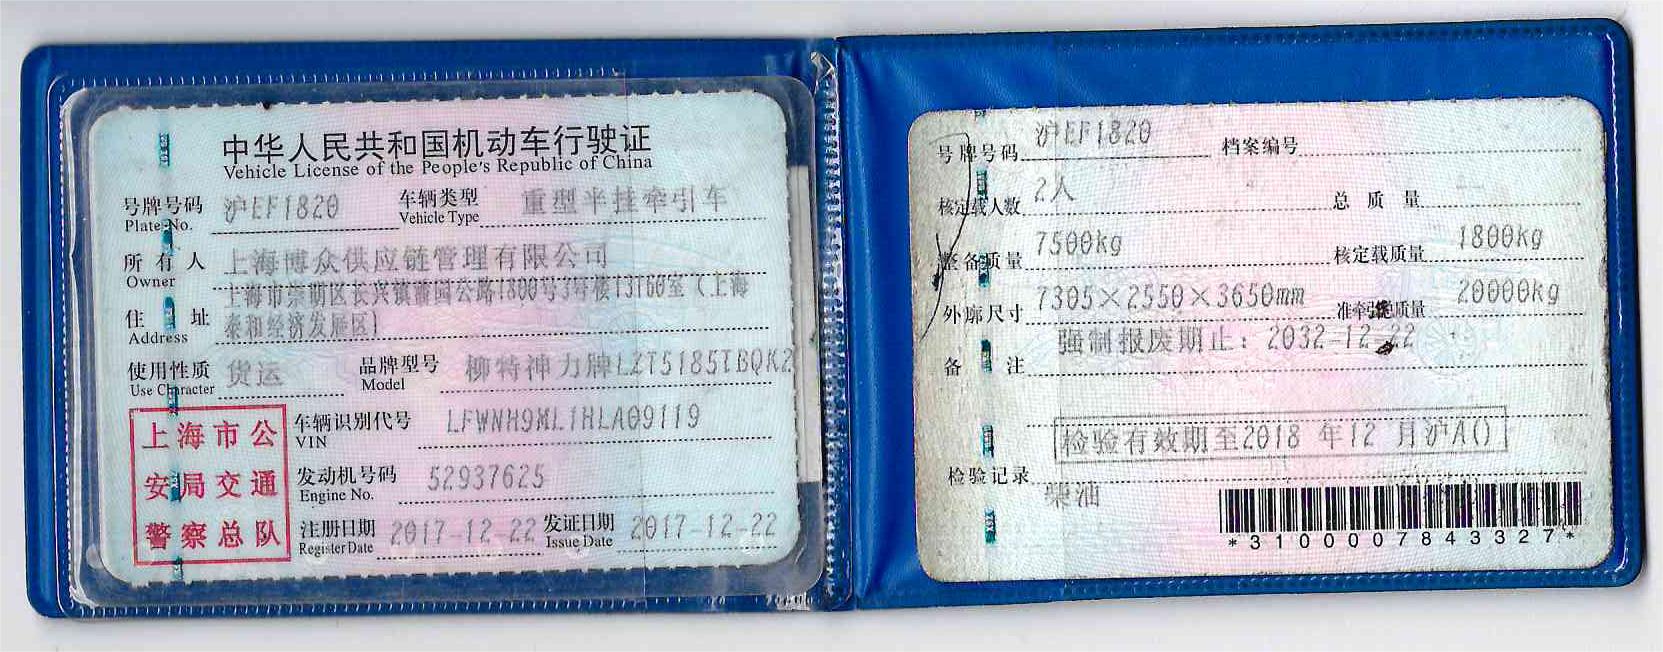 中华人民共和国机动车行驶证
Vehicle License of the People's Republic of China
号牌号码 沪EF1820 车辆类型 重型半挂牵引车
Plate No. Vehicle Type
所有人 上海博众供应链管理有限公司
Owner
上海市崇明区长兴镇潘园公路1800号3号楼13160室（上海
住址 泰和经济发展区）
Address
使用性质 货运 品牌型号 柳特神力牌LZT5185TBQK2
Use Character Model
车辆识别代号 LFWNH9ML1HLA09119
VIN
发动机号码 52937625
Engine No.
注册日期 2017-12-22 发证日期 2017-12-22
Register Date Issue Date
上海市公
安局交通
警察总队
号牌号码 沪EF1820 档案编号
核定载人数 2人 总质量 --
整备质量 7500kg 核定载质量 1800kg
外廓尺寸 7305×2550×3650mm 准牵引总质量 20000kg
备注 强制报废期止：2032-12-22
检验有效期至2018 年12 月沪A()
检验记录
柴油
*3100007843327*